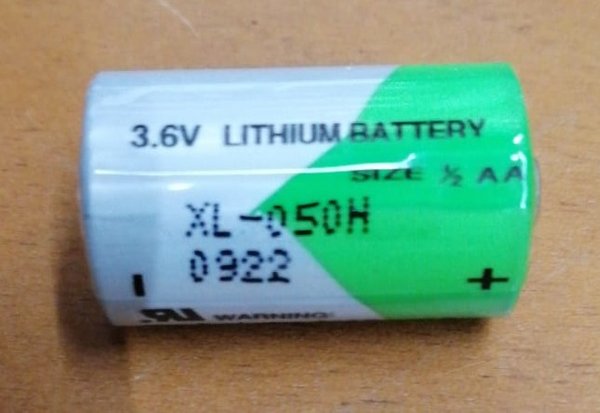 3.6V LITHIUM BATTERY
SIZE ½ AA
XL-050H
0922
- +
WARNING: